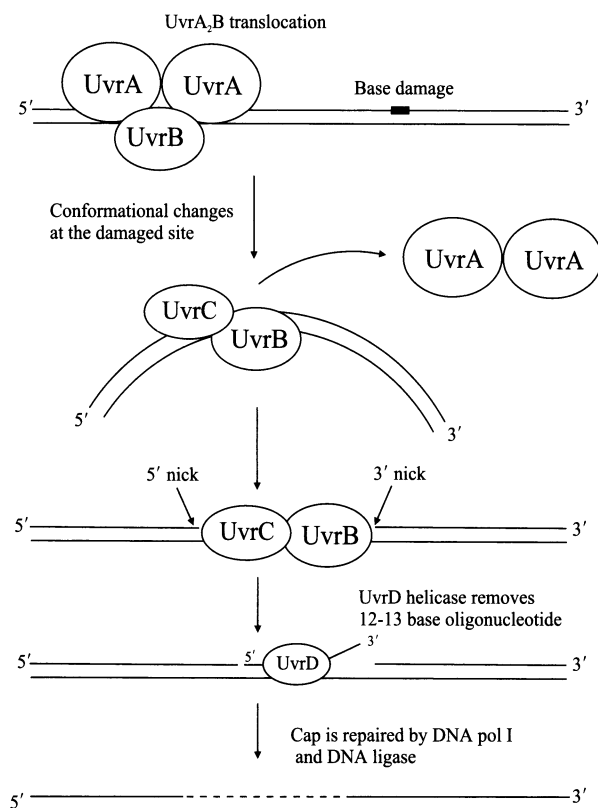 UvrA₂B translocation
UvrA
UvrA
Base damage
5′
3′
UvrB
Conformational changes
at the damaged site
UvrA
UvrA
UvrC
UvrB
5′
3′
5′ nick
3′ nick
5′
UvrC
UvrB
3′
UvrD helicase removes
12-13 base oligonucleotide
3′
5′
5′
UvrD
3′
Cap is repaired by DNA pol I
and DNA ligase
5′
3′